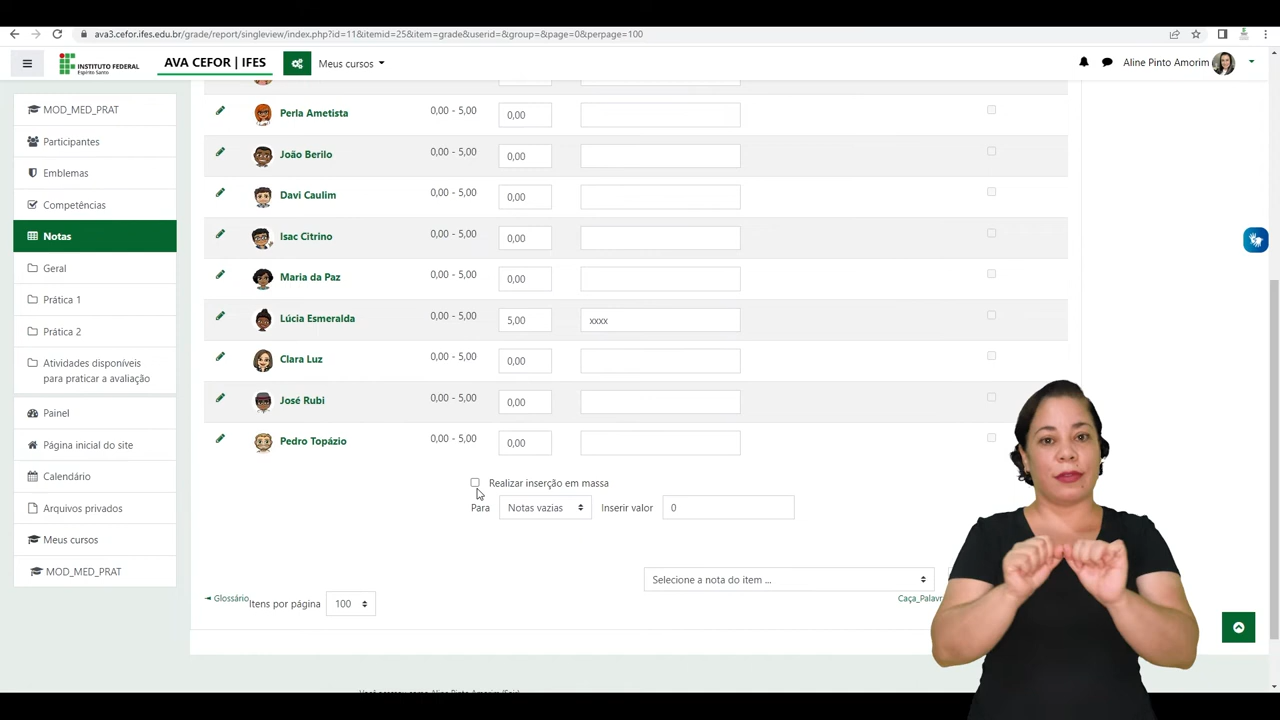 ava3.cefor.ifes.edu.br/grade/report/singleview/index.php?id=11&itemid=25&item=grade&userid=&group=&page=0&perpage=100
INSTITUTO FEDERAL
Espírito Santo
AVA CEFOR | IFES
Meus cursos
Aline Pinto Amorim
MOD_MED_PRAT
Participantes
Emblemas
Competências
Notas
Geral
Prática 1
Prática 2
Atividades disponíveis
para praticar a avaliação
Painel
Página inicial do site
Calendário
Arquivos privados
Meus cursos
MOD_MED_PRAT
Perla Ametista 0,00 - 5,00 0,00
João Berilo 0,00 - 5,00 0,00
Davi Caulim 0,00 - 5,00 0,00
Isac Citrino 0,00 - 5,00 0,00
Maria da Paz 0,00 - 5,00 0,00
Lúcia Esmeralda 0,00 - 5,00 5,00 xxxx
Clara Luz 0,00 - 5,00 0,00
José Rubi 0,00 - 5,00 0,00
Pedro Topázio 0,00 - 5,00 0,00
Realizar inserção em massa
Para Notas vazias Inserir valor 0
Selecione a nota do item ...
◄ Glossário
Caça_Palavr
Itens por página 100